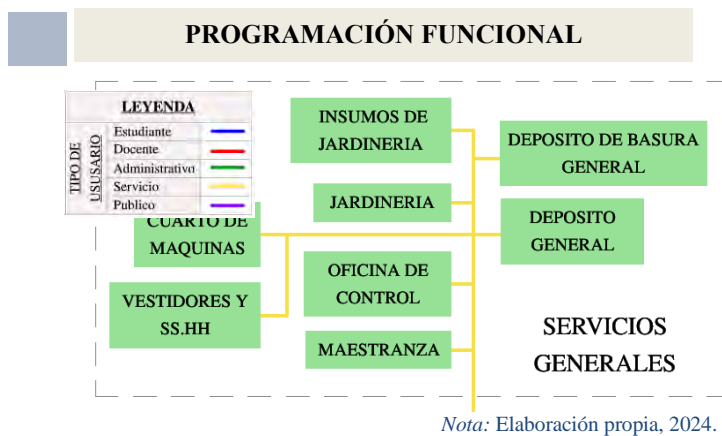 PROGRAMACIÓN FUNCIONAL
LEYENDA
TIPO DE
USUSARIO
Estudiante
Docente
Administrativo
Servicio
Publico
INSUMOS DE
JARDINERIA
DEPOSITO DE BASURA
GENERAL
JARDINERIA
CUARTO DE
MAQUINAS
DEPOSITO
GENERAL
OFICINA DE
CONTROL
VESTIDORES Y
SS.HH
MAESTRANZA
SERVICIOS
GENERALES
Nota: Elaboración propia, 2024.